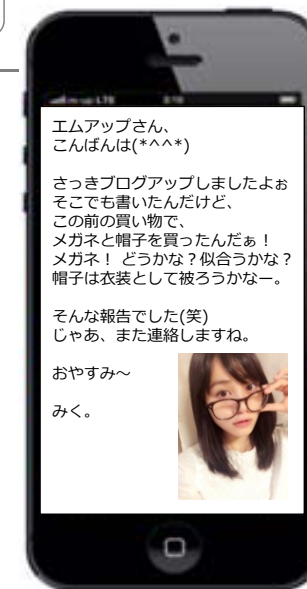 エムアップさん、
こんばんは(*^^*)
さっきブログアップしましたよぉ
そこでも書いたんだけど、
この前の買い物で、
メガネと帽子を買ったんだぁ！
メガネ！ どうかな？似合うかな？
帽子は衣装として被ろうかなー。
そんな報告でした(笑)
じゃあ、また連絡しますね。
おやすみ～
みく。